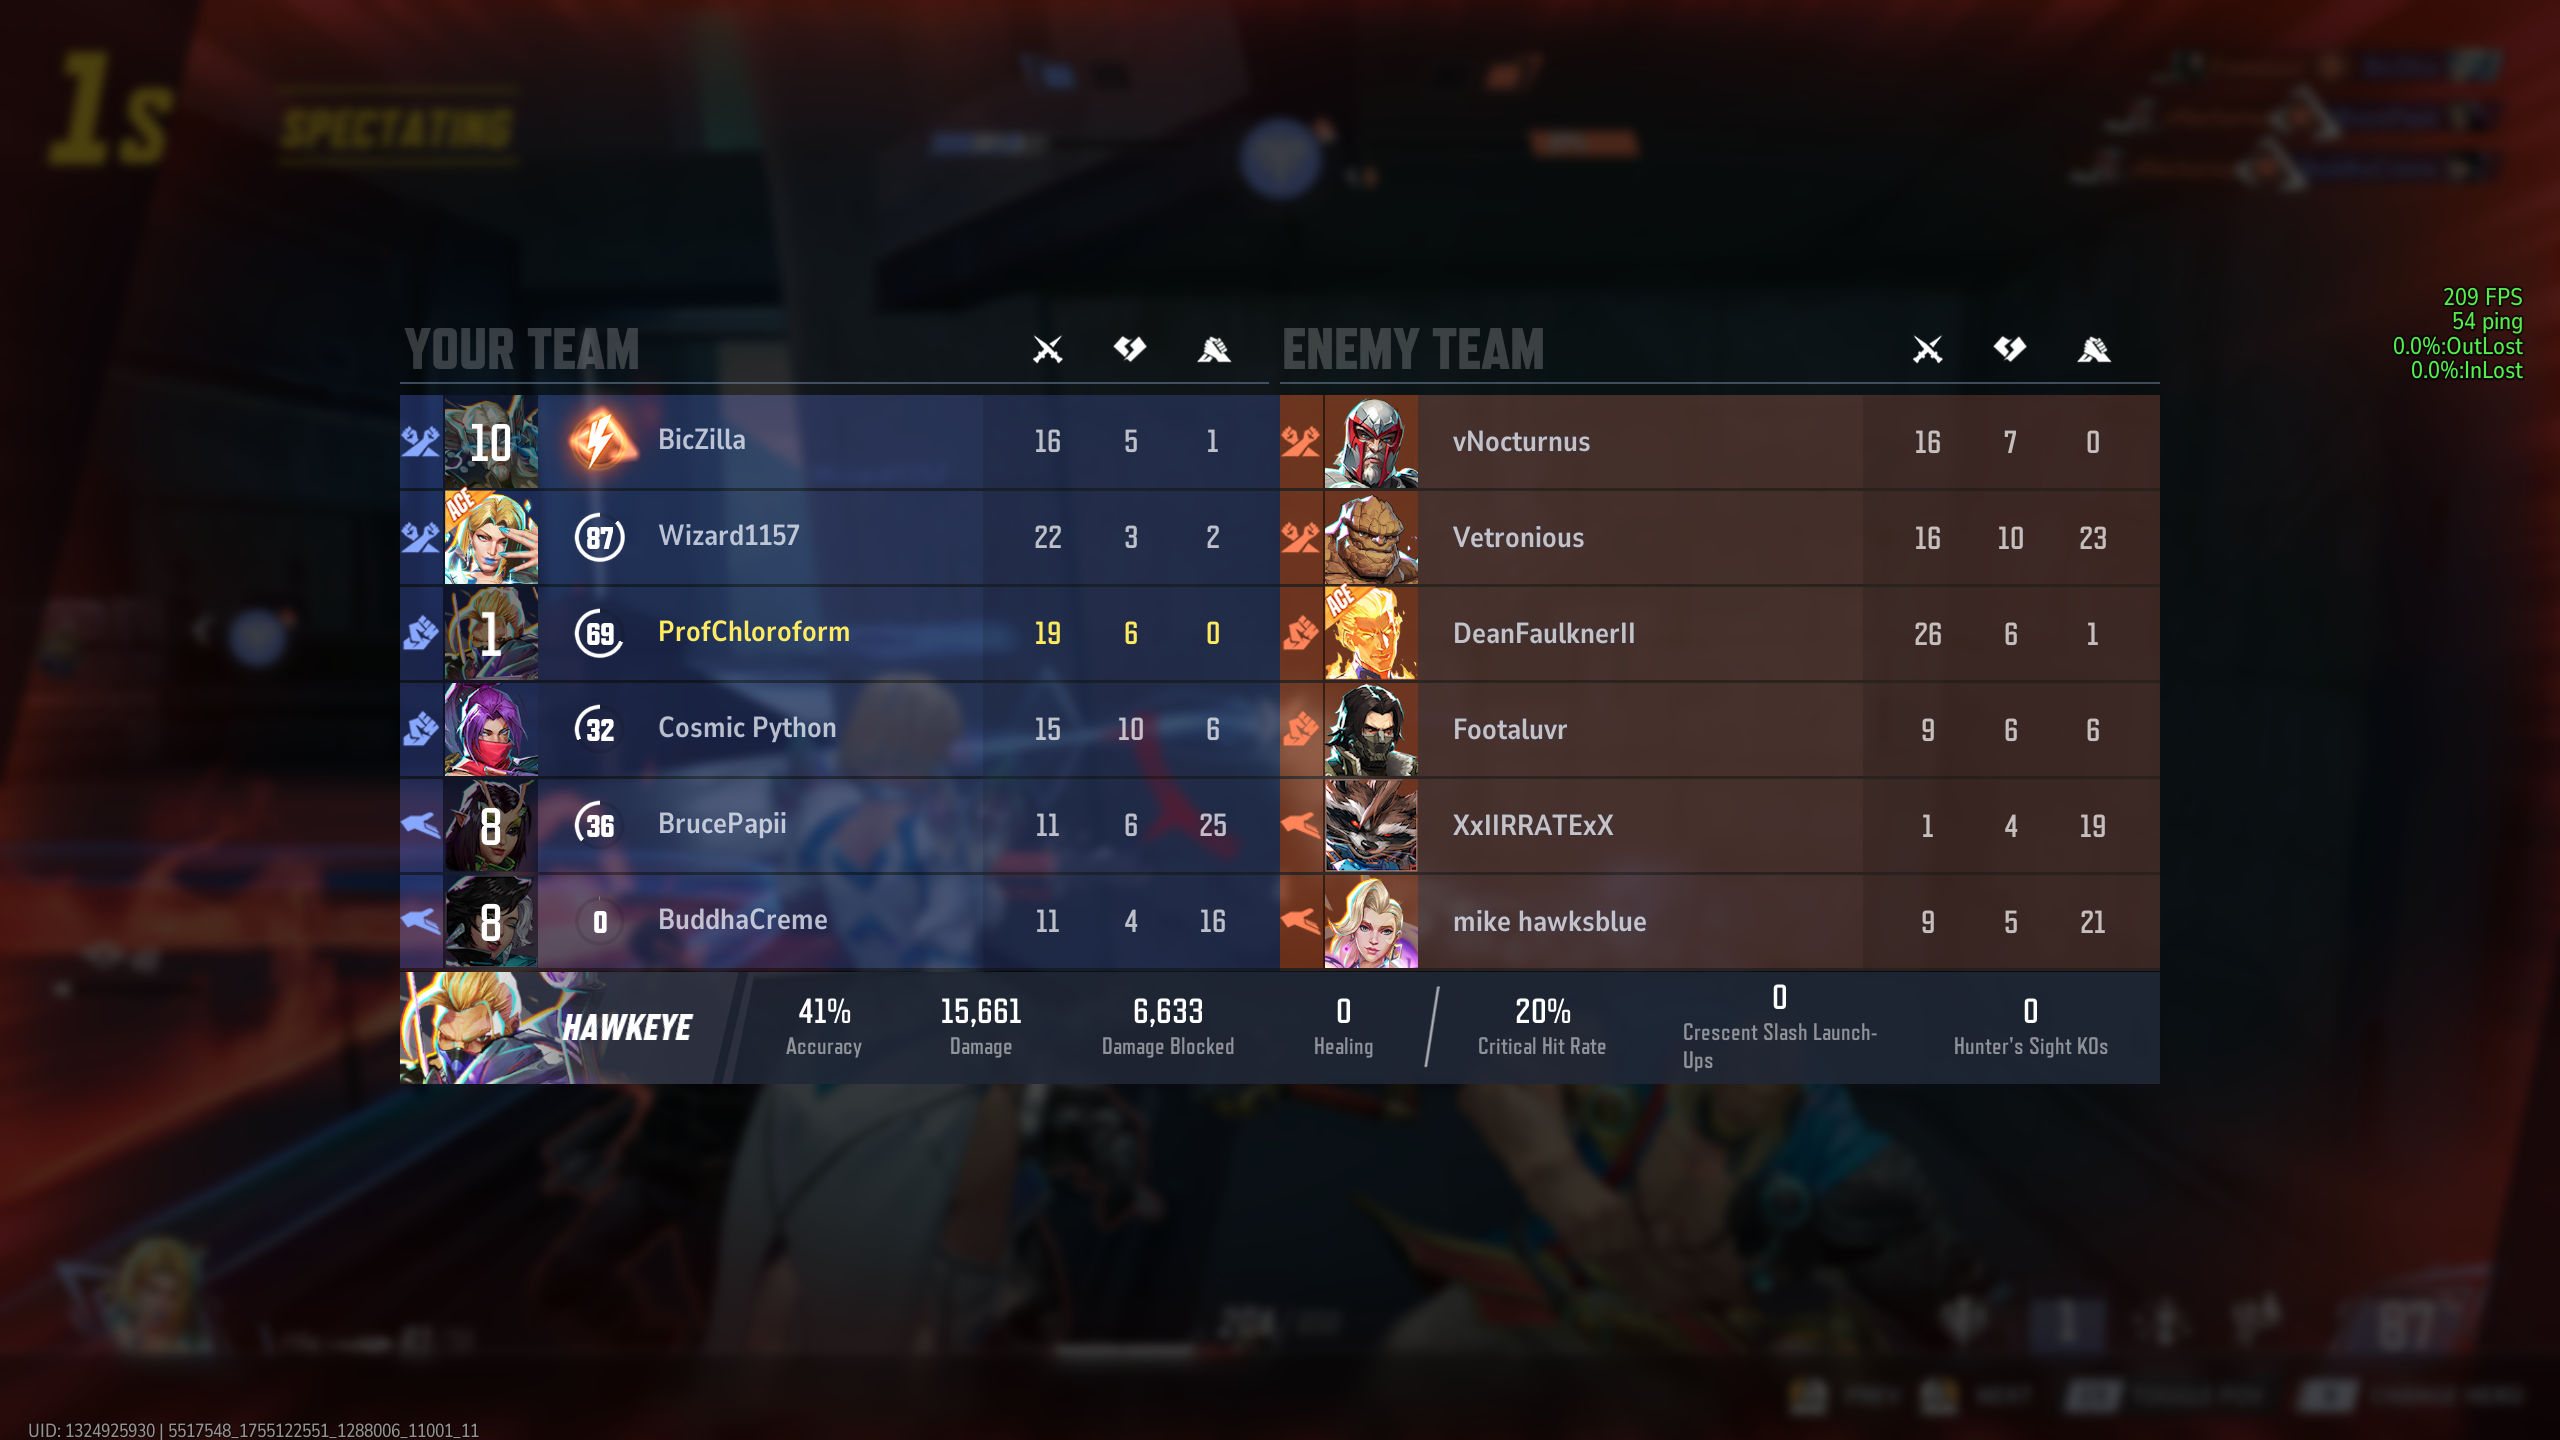 1s
SPECTATING
209 FPS
54 ping
0.0%:OutLost
0.0%:InLost
YOUR TEAM
ENEMY TEAM
10 BicZilla 16 5 1
vNocturnus 16 7 0
ACE 87 Wizard1157 22 3 2
Vetronious 16 10 23
1 69 ProfChloroform 19 6 0
ACE DeanFaulknerII 26 6 1
32 Cosmic Python 15 10 6
Footaluvr 9 6 6
8 36 BrucePapii 11 6 25
XxIIRRATExX 1 4 19
8 0 BuddhaCreme 11 4 16
mike hawksblue 9 5 21
HAWKEYE
41% 15,661 6,633 0 20% 0 0
Accuracy Damage Damage Blocked Healing Critical Hit Rate Crescent Slash Launch-
Ups Hunter's Sight KOs
1 87
PREV NEXT
UID: 1324925930 | 5517548_1755122551_1288006_11001_11